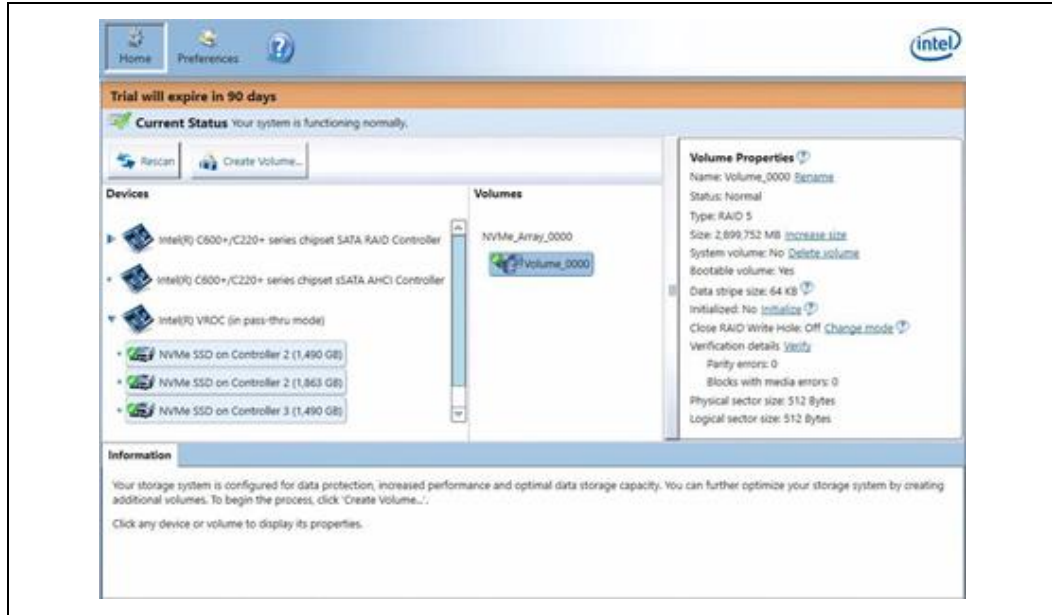 Home
Preferences
?
intel
Trial will expire in 90 days
Current Status Your system is functioning normally.
Rescan
Create Volume...
Devices
Intel(R) C600+/C220+ series chipset SATA RAID Controller
Intel(R) C600+/C220+ series chipset sSATA AHCI Controller
Intel(R) VROC (in pass-thru mode)
NVMe SSD on Controller 2 (1,490 GB)
NVMe SSD on Controller 2 (1,863 GB)
NVMe SSD on Controller 3 (1,490 GB)
Volumes
NVMe_Array_0000
Volume_0000
Volume Properties ?
Name: Volume_0000 Rename
Status: Normal
Type: RAID 5
Size: 2,899,752 MB Increase size
System volume: No Delete volume
Bootable volume: Yes
Data stripe size: 64 KB ?
Initialized: No Initialize ?
Close RAID Write Hole: Off Change mode ?
Verification details Verify
Parity errors: 0
Blocks with media errors: 0
Physical sector size: 512 Bytes
Logical sector size: 512 Bytes
Information
Your storage system is configured for data protection, increased performance and optimal data storage capacity. You can further optimize your storage system by creating
additional volumes. To begin the process, click 'Create Volume...'.
Click any device or volume to display its properties.